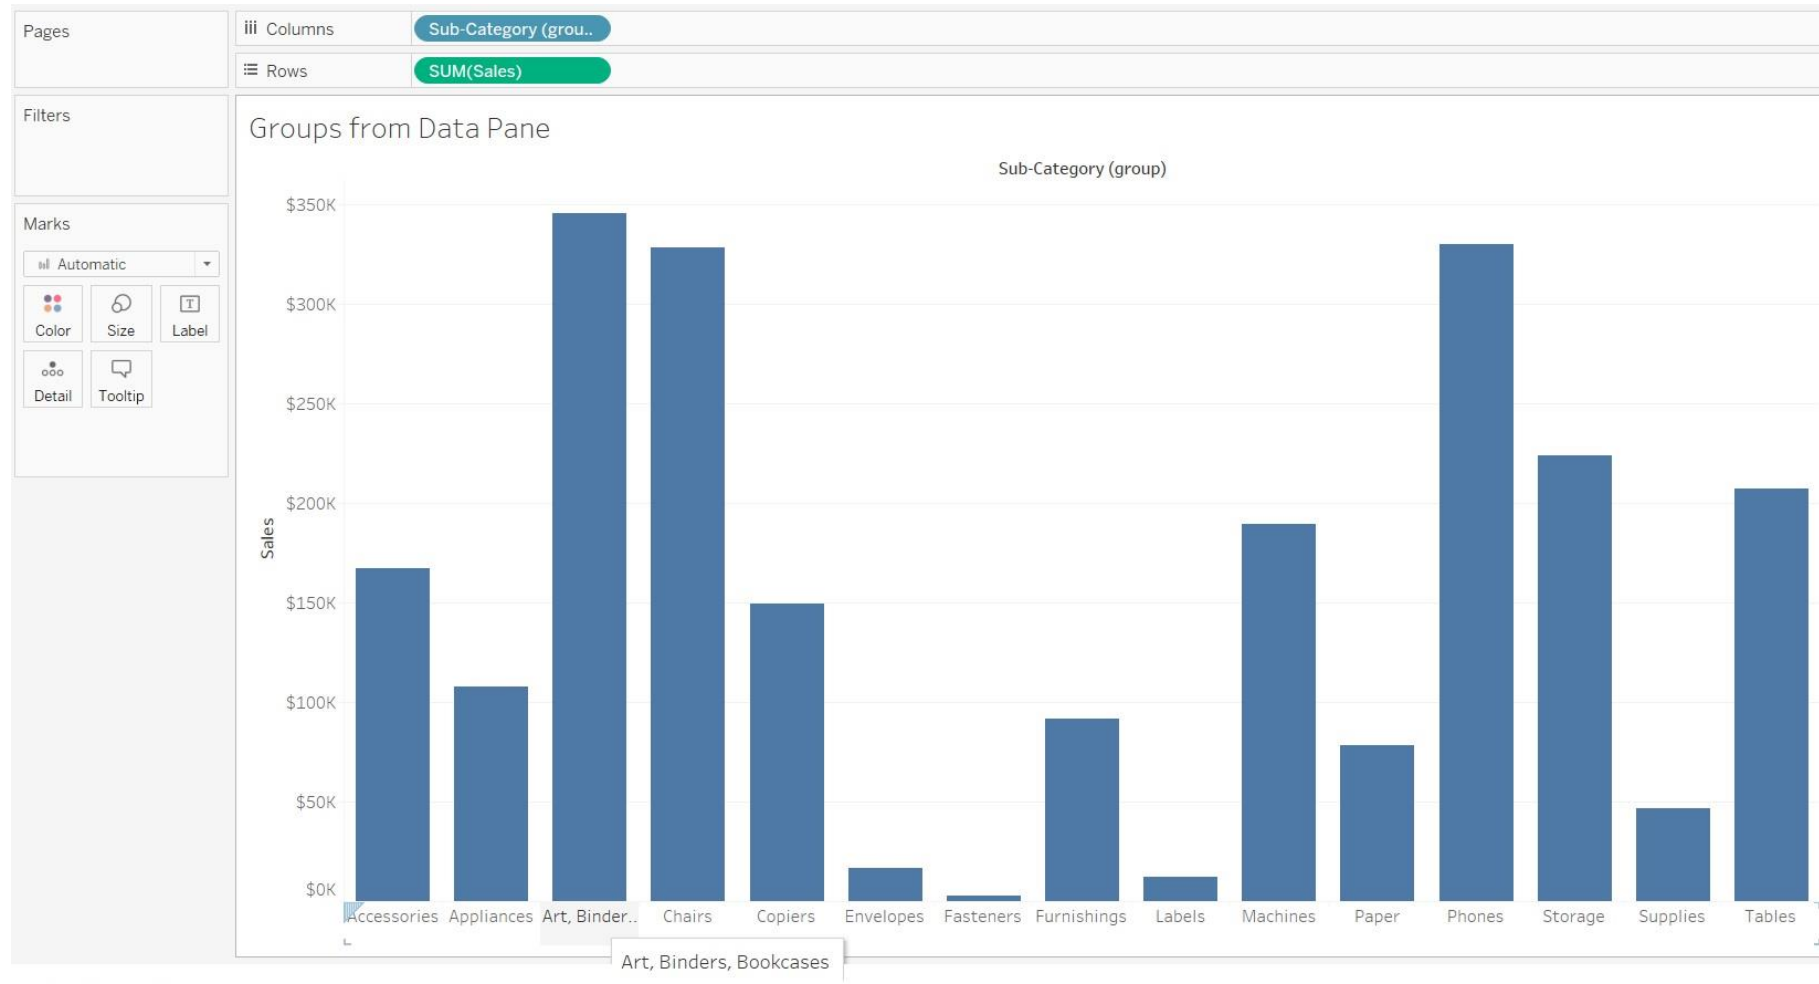 Pages
Columns
Sub-Category (grou..
Rows
SUM(Sales)
Filters
Marks
Automatic
Color
Size
T
Label
Detail
Tooltip
Groups from Data Pane
Sub-Category (group)
$350K
$300K
$250K
$200K
$150K
$100K
$50K
$0K
Sales
Accessories Appliances Art, Binder.. Chairs Copiers Envelopes Fasteners Furnishings Labels Machines Paper Phones Storage Supplies Tables
Art, Binders, Bookcases